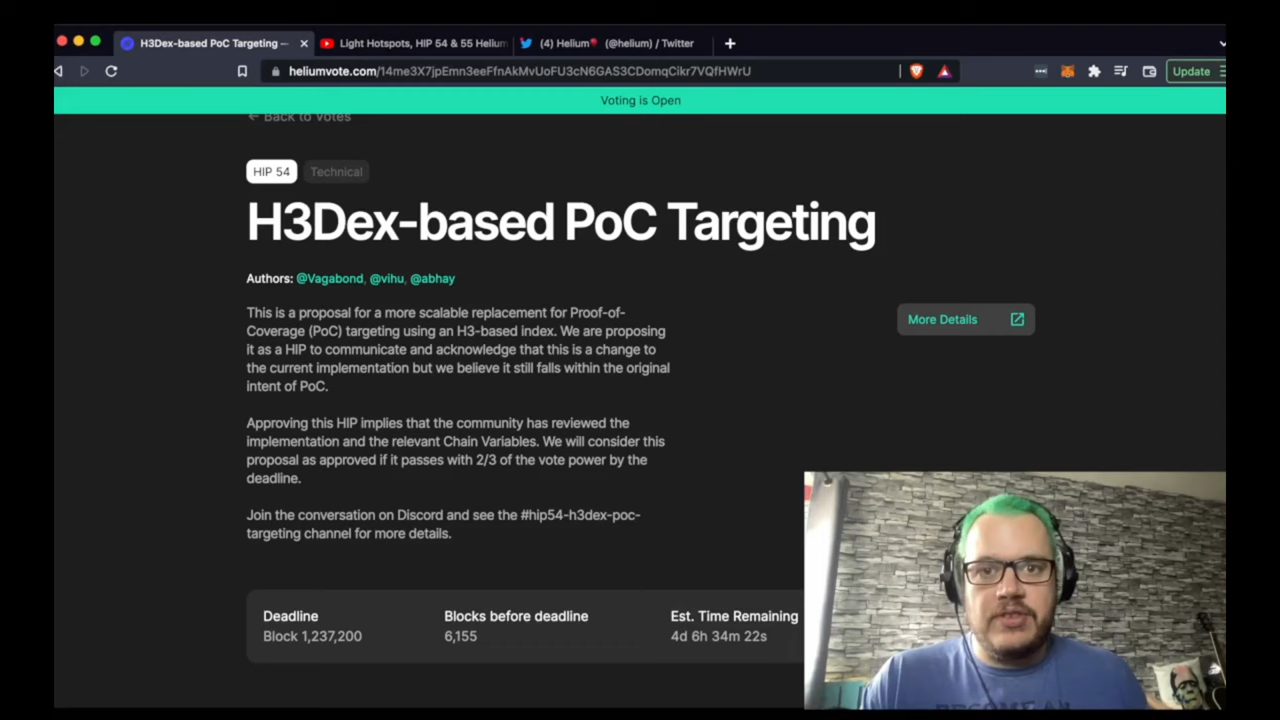 H3Dex-based PoC Targeting —
Light Hotspots, HIP 54 & 55 Helium
(4) Helium🎈 (@helium) / Twitter
heliumvote.com/14me3X7jpEmn3eeFfnAkMvUoFU3cN6GAS3CDomqCikr7VQfHWrU
Update
Voting is Open
← Back to Votes
HIP 54
Technical
H3Dex-based PoC Targeting
Authors: @Vagabond, @vihu, @abhay
This is a proposal for a more scalable replacement for Proof-of-
Coverage (PoC) targeting using an H3-based index. We are proposing
it as a HIP to communicate and acknowledge that this is a change to
the current implementation but we believe it still falls within the original
intent of PoC.
More Details
Approving this HIP implies that the community has reviewed the
implementation and the relevant Chain Variables. We will consider this
proposal as approved if it passes with 2/3 of the vote power by the
deadline.
Join the conversation on Discord and see the #hip54-h3dex-poc-
targeting channel for more details.
Deadline
Block 1,237,200
Blocks before deadline
6,155
Est. Time Remaining
4d 6h 34m 22s
BECOME AN